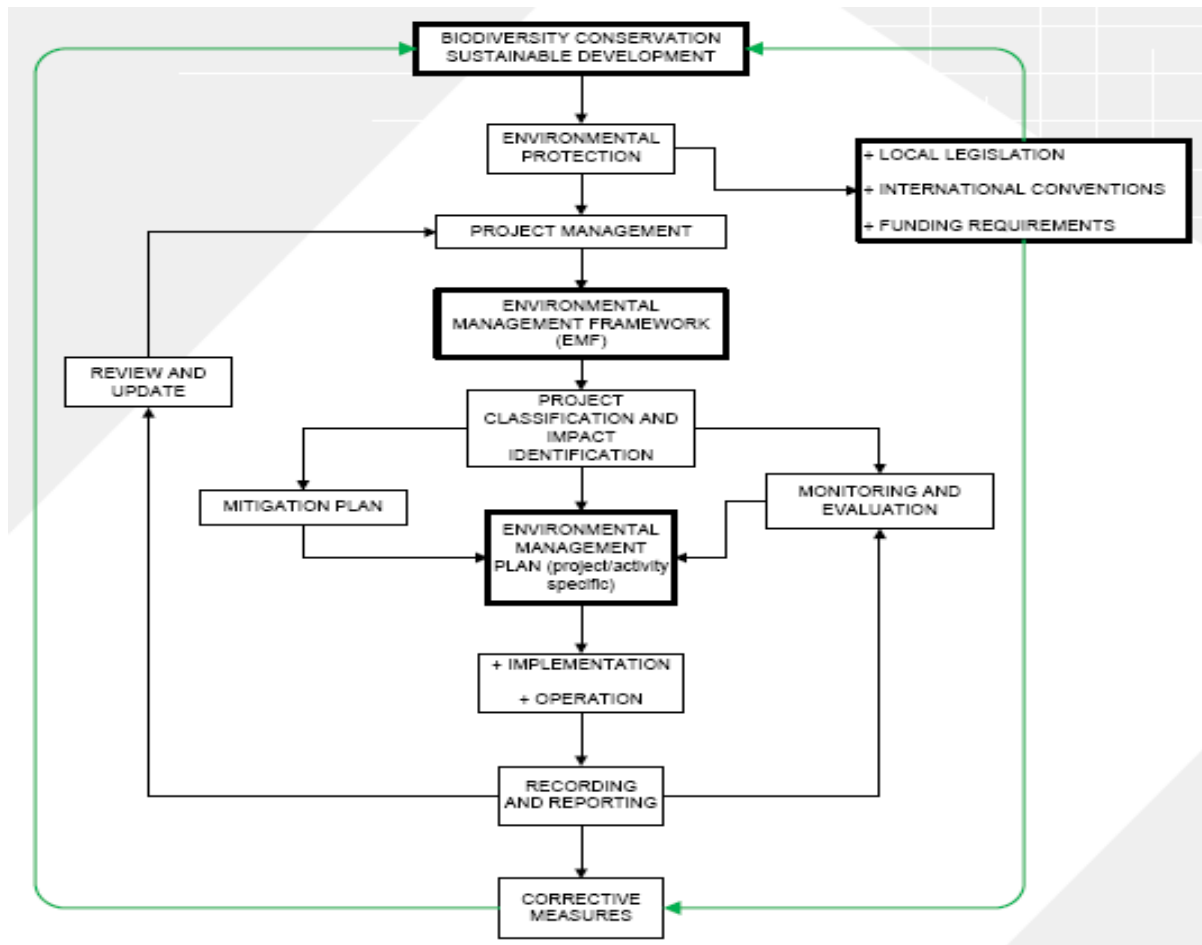 BIODIVERSITY CONSERVATION
SUSTAINABLE DEVELOPMENT
ENVIRONMENTAL
PROTECTION
+ LOCAL LEGISLATION
+ INTERNATIONAL CONVENTIONS
+ FUNDING REQUIREMENTS
PROJECT MANAGEMENT
ENVIRONMENTAL
MANAGEMENT FRAMEWORK
(EMF)
REVIEW AND
UPDATE
PROJECT
CLASSIFICATION AND
IMPACT
IDENTIFICATION
MITIGATION PLAN
MONITORING AND
EVALUATION
ENVIRONMENTAL
MANAGEMENT
PLAN (project/activity
specific)
+ IMPLEMENTATION
+ OPERATION
RECORDING
AND REPORTING
CORRECTIVE
MEASURES